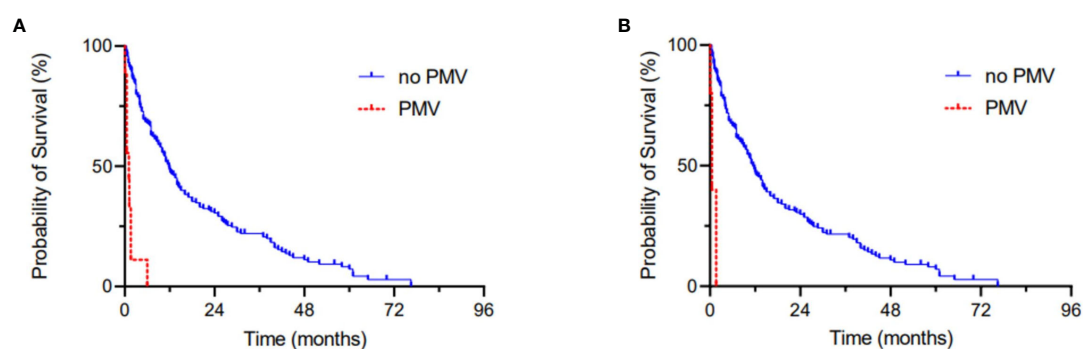 A
Probability of Survival (%)
100
50
0
0 24 48 72 96
Time (months)
no PMV
PMV
B
Probability of Survival (%)
100
50
0
0 24 48 72 96
Time (months)
no PMV
PMV